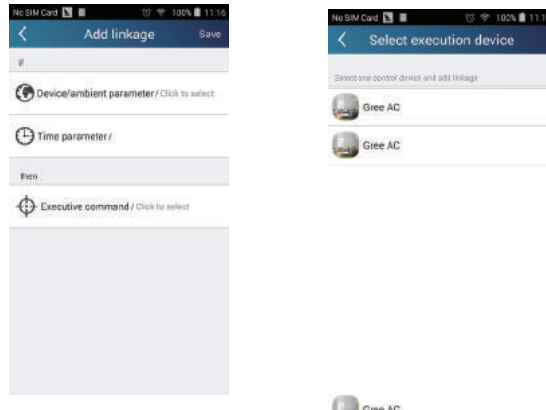 No SIM Card 100% 11:16
Add linkage Save
if
Device/ambient parameter/Click to select
Time parameter/
then
Executive command/Click to select
No SIM Card 100%
Select execution device
Select one control device and add linkage
Gree AC
Gree AC
Gree AC